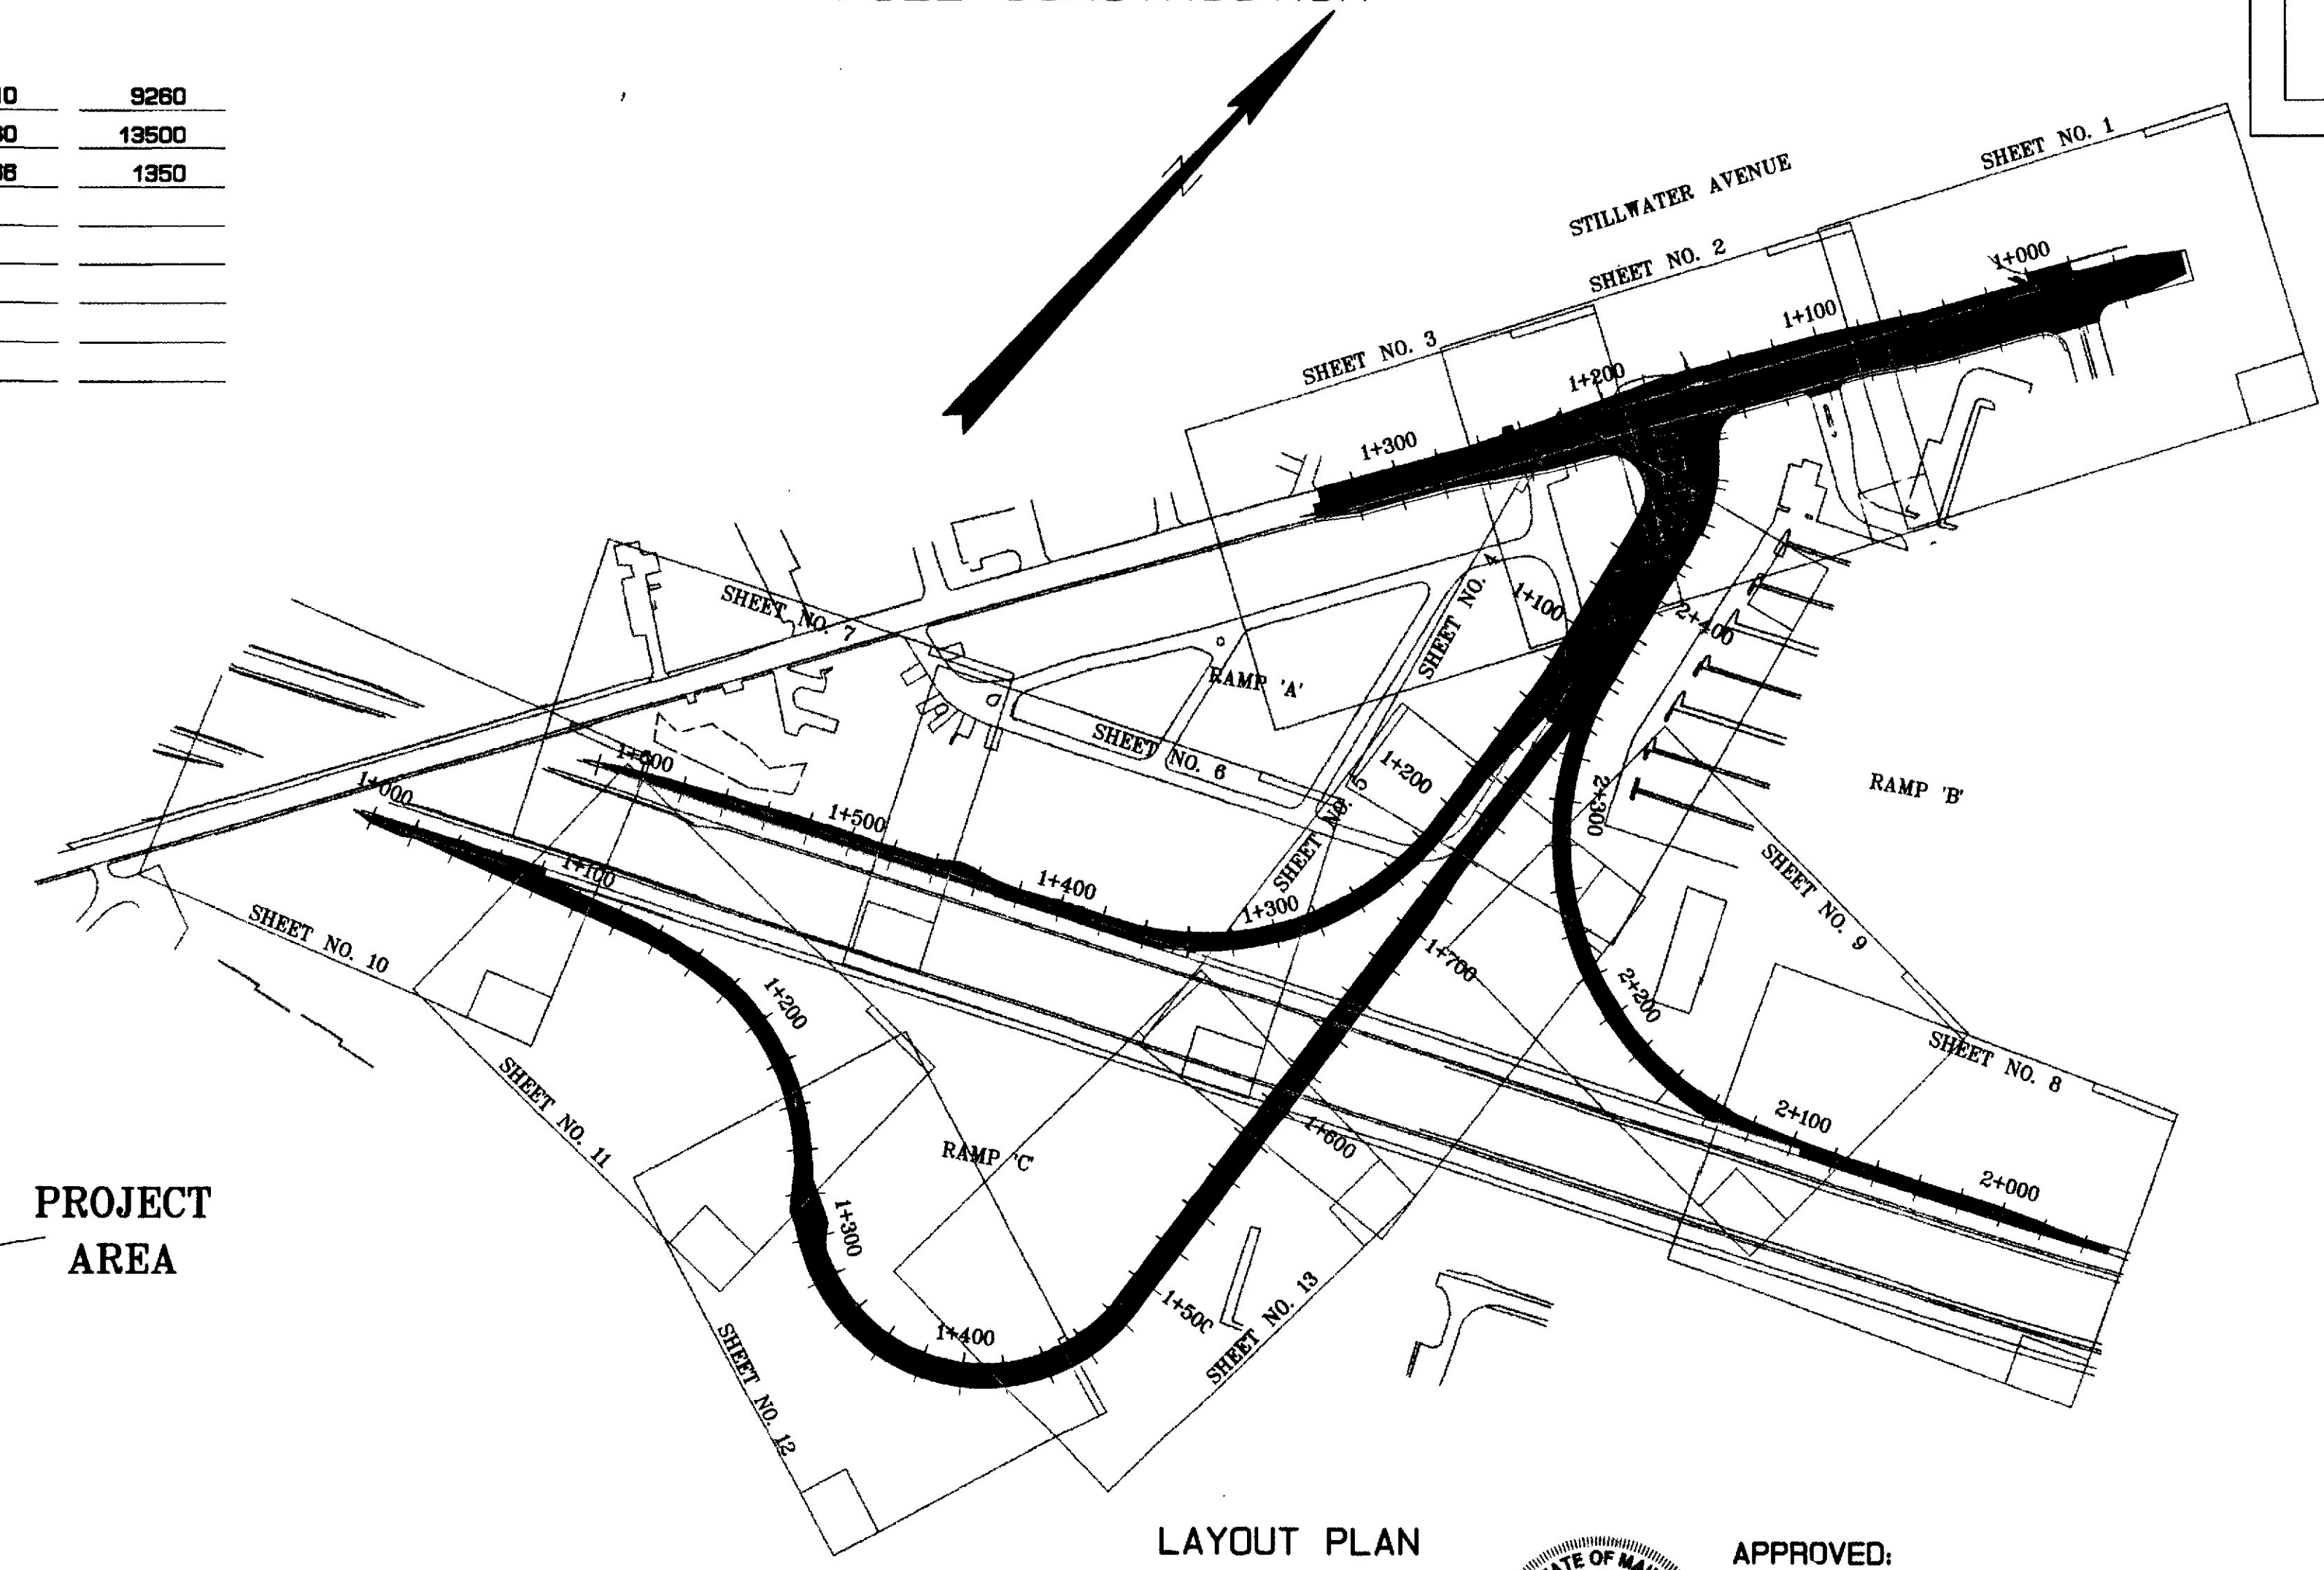 9260
13500
1350
SHEET NO. 1
STILLWATER AVENUE
SHEET NO. 2
1+000
1+100
SHEET NO. 3
1+200
1+300
SHEET NO. 4
1+100
2+400
SHEET NO. 7
RAMP 'A'
SHEET NO. 6
1+200
SHEET NO. 5
2+300
RAMP 'B'
1+600
1+000
1+500
1+100
1+400
1+300
SHEET NO. 9
SHEET NO. 10
1+700
2+200
1+200
SHEET NO. 8
SHEET NO. 11
2+100
1+600
RAMP 'C'
2+000
PROJECT
AREA
1+300
1+500
1+400
SHEET NO. 13
SHEET NO. 12
LAYOUT PLAN
APPROVED: